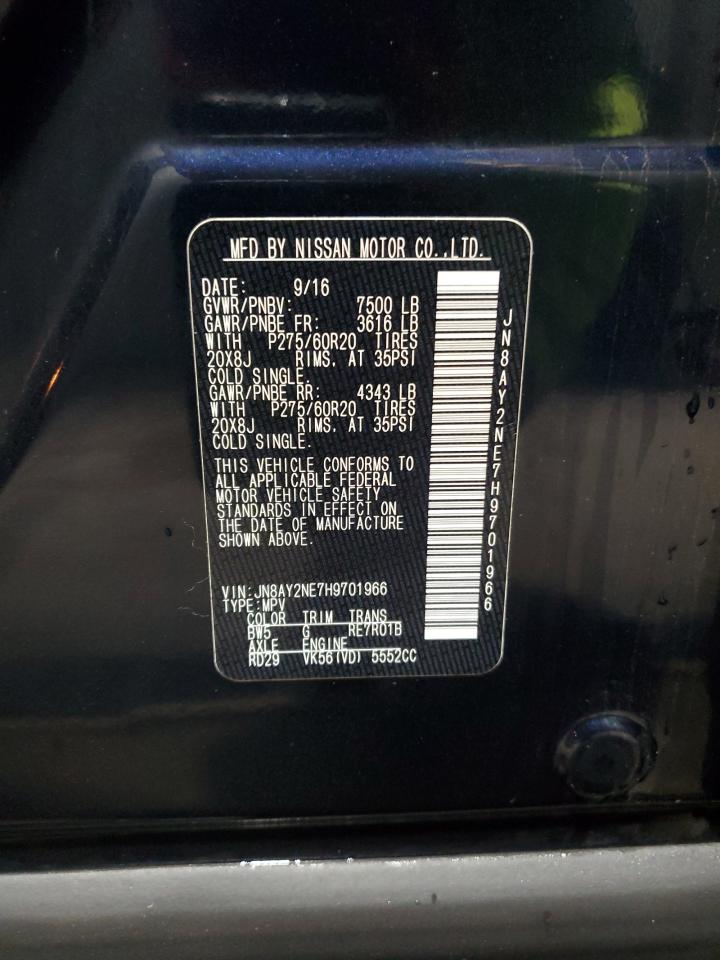 MFD BY NISSAN MOTOR CO.,LTD.
DATE: 9/16
GVWR/PNBV: 7500 LB
GAWR/PNBE FR: 3616 LB
WITH P275/60R20 TIRES
20X8J RIMS, AT 35PSI
COLD SINGLE.
GAWR/PNBE RR: 4343 LB
WITH P275/60R20 TIRES
20X8J RIMS, AT 35PSI
COLD SINGLE.
THIS VEHICLE CONFORMS TO
ALL APPLICABLE FEDERAL
MOTOR VEHICLE SAFETY
STANDARDS IN EFFECT ON
THE DATE OF MANUFACTURE
SHOWN ABOVE.
VIN:JN8AY2NE7H9701966
TYPE:MPV
COLOR TRIM TRANS
BW5 G RE7R01B
AXLE ENGINE
RD29 VK56(VD) 5552CC
JN8AY2NE7H9701966